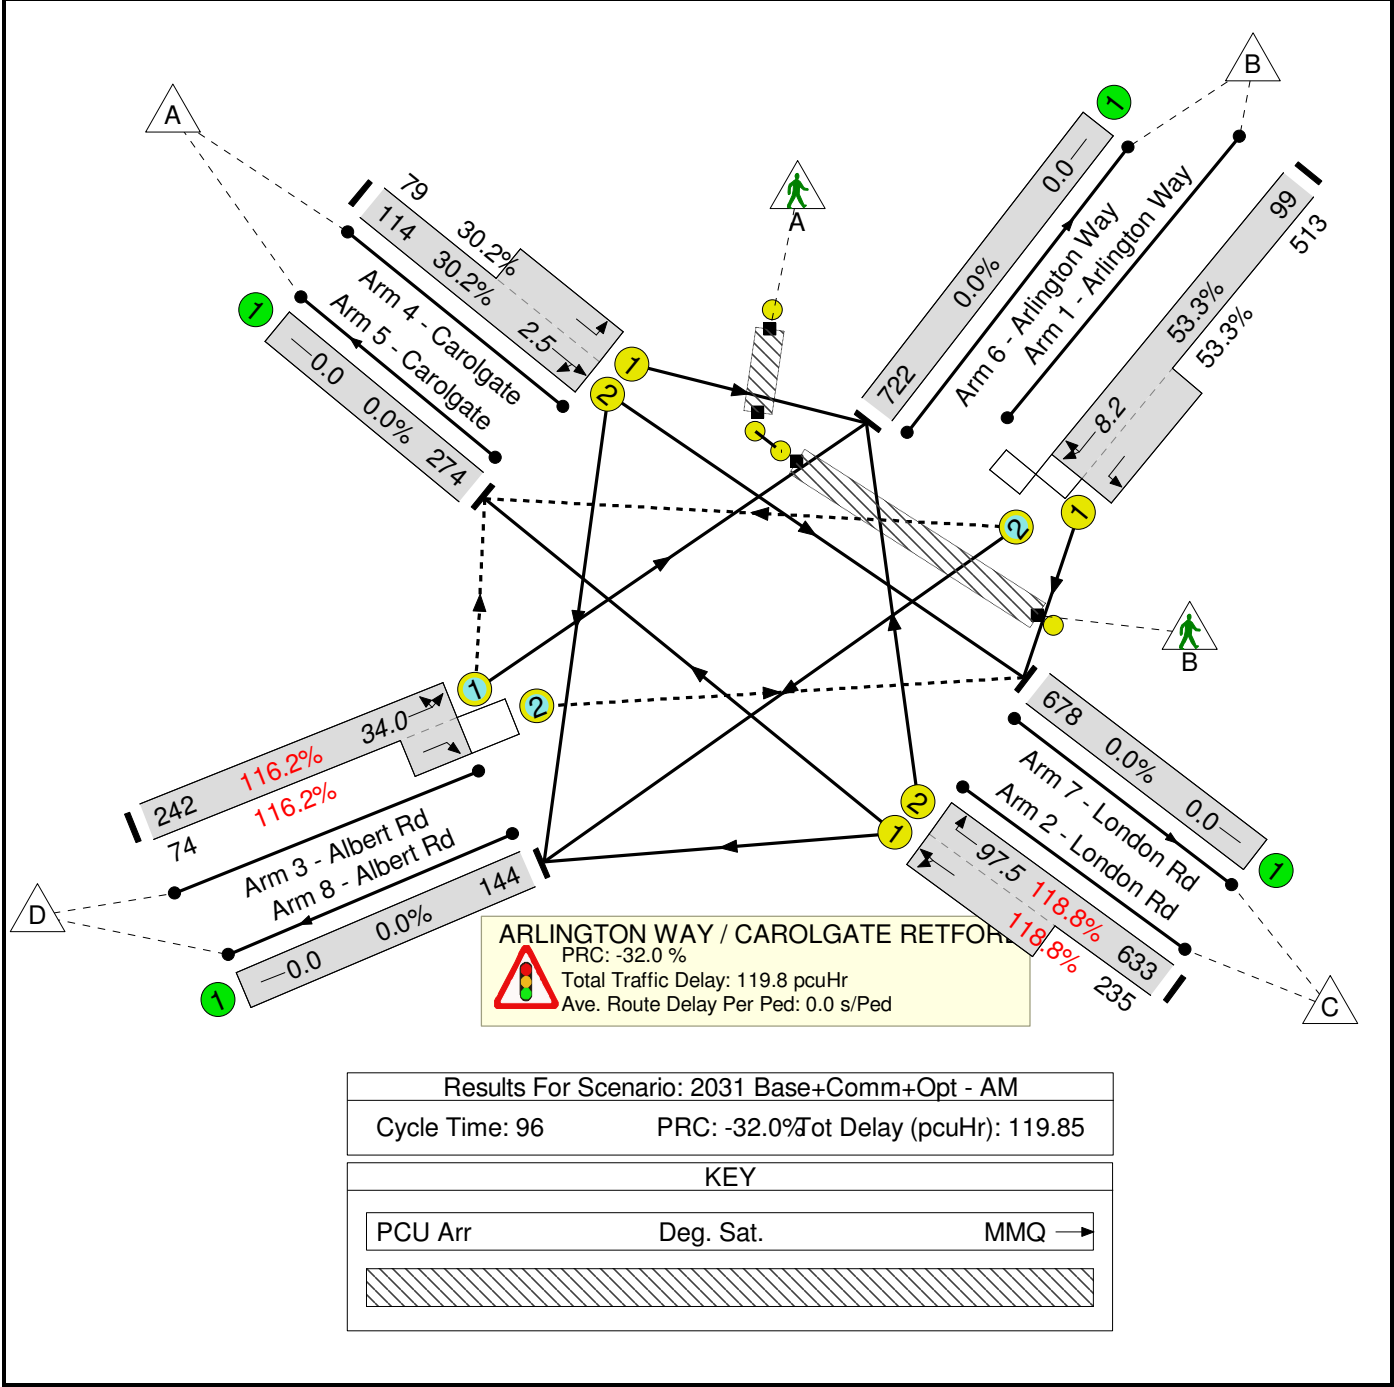 A
B
79
114
30.2%
30.2%
2.5
Arm 4 - Carolgate
Arm 5 - Carolgate
1
0.0
0.0%
274
1
2
A
1
0.0
0.0%
722
Arm 6 - Arlington Way
Arm 1 - Arlington Way
99
513
53.3%
53.3%
8.2
2
1
B
1
2
242
116.2%
34.0
74
116.2%
Arm 3 - Albert Rd
Arm 8 - Albert Rd
144
0.0%
0.0
1
D
2
1
678
0.0%
0.0
1
Arm 7 - London Rd
Arm 2 - London Rd
97.5
118.8%
633
118.8%
235
C
ARLINGTON WAY / CAROLGATE RETFORD
PRC: -32.0 %
Total Traffic Delay: 119.8 pcuHr
Ave. Route Delay Per Ped: 0.0 s/Ped
Results For Scenario: 2031 Base+Comm+Opt - AM
Cycle Time: 96 PRC: -32.0% Tot Delay (pcuHr): 119.85
KEY
PCU Arr Deg. Sat. MMQ